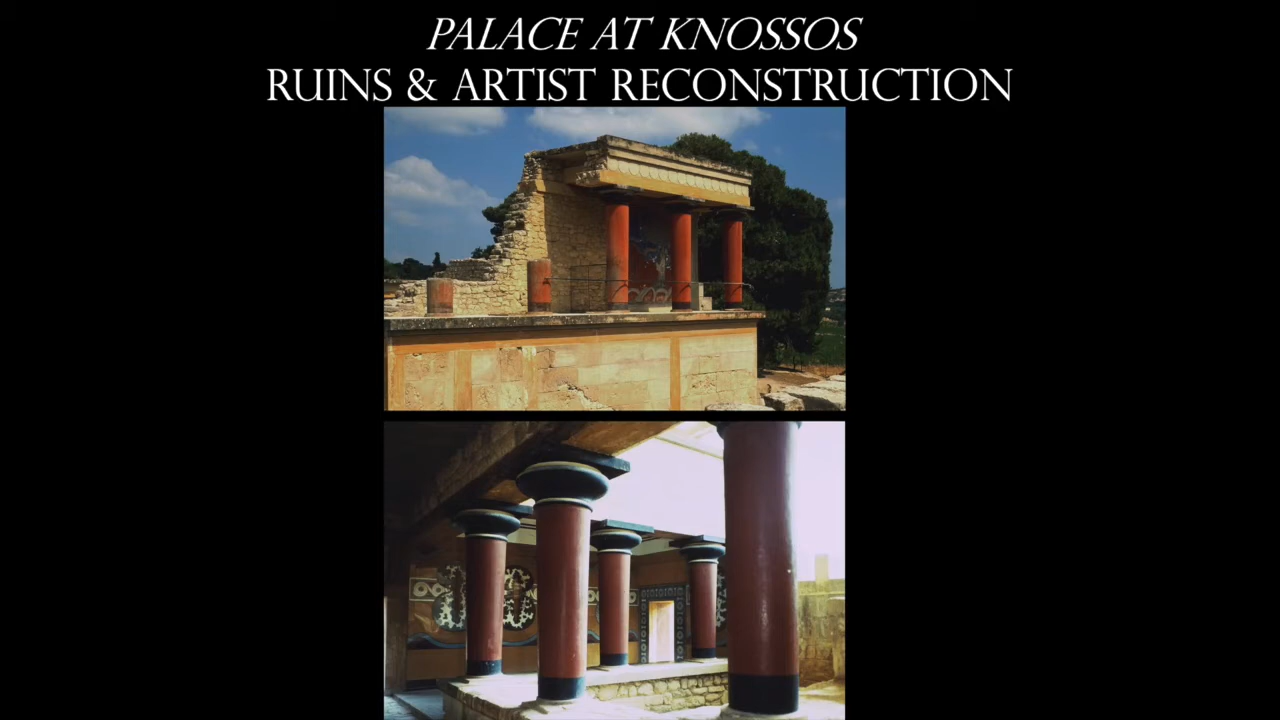 PALACE AT KNOSSOS
RUINS & ARTIST RECONSTRUCTION